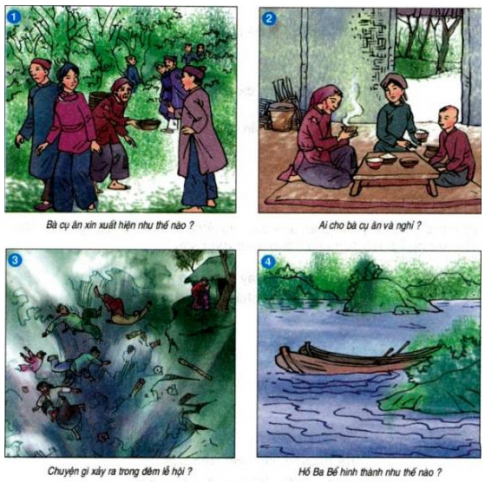 1
2
Bà cụ ăn xin xuất hiện như thế nào ?
Ai cho bà cụ ăn và nghỉ ?
3
4
Chuyện gì xảy ra trong đêm lễ hội ?
Hồ Ba Bể hình thành như thế nào ?